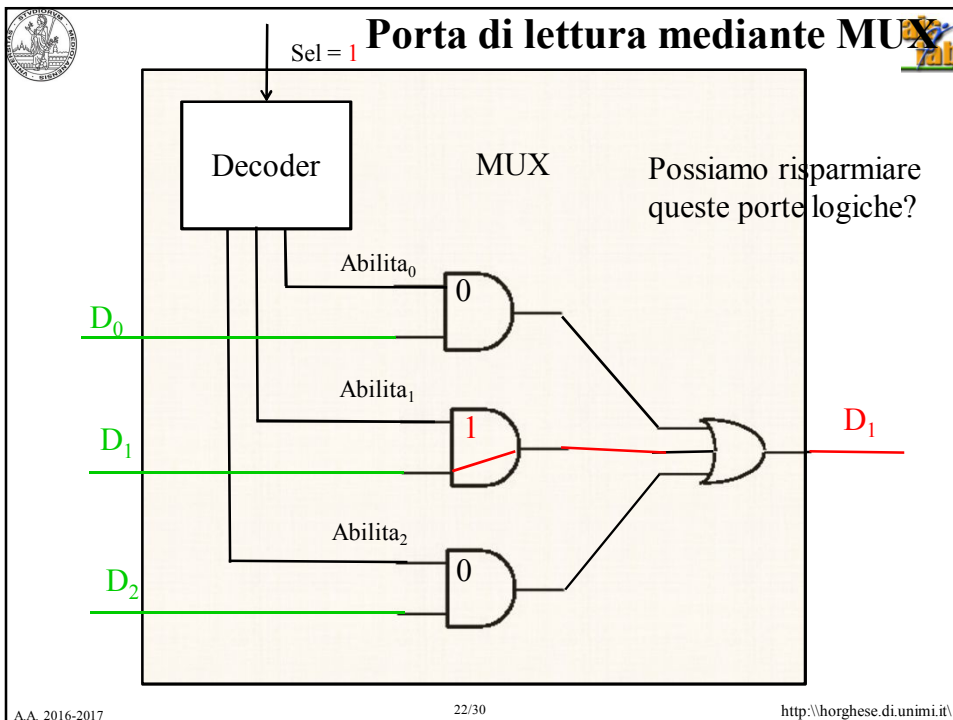 Porta di lettura mediante MUX
Sel = 1
Decoder
MUX
Possiamo risparmiare
queste porte logiche?
Abilita₀
0
D₀
Abilita₁
1
D₁
D₁
Abilita₂
0
D₂
A.A. 2016-2017
22/30
http:\\horghese.di.unimi.it\